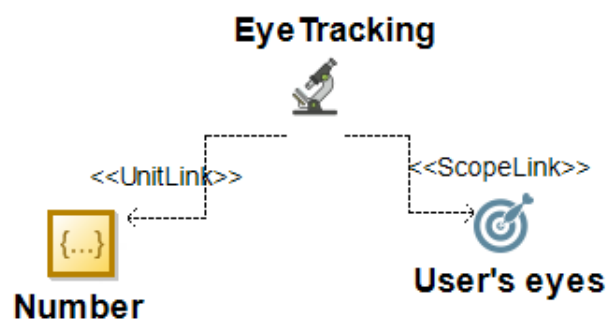 Eye Tracking
<<UnitLink>>
<<ScopeLink>>
{...}
User's eyes
Number